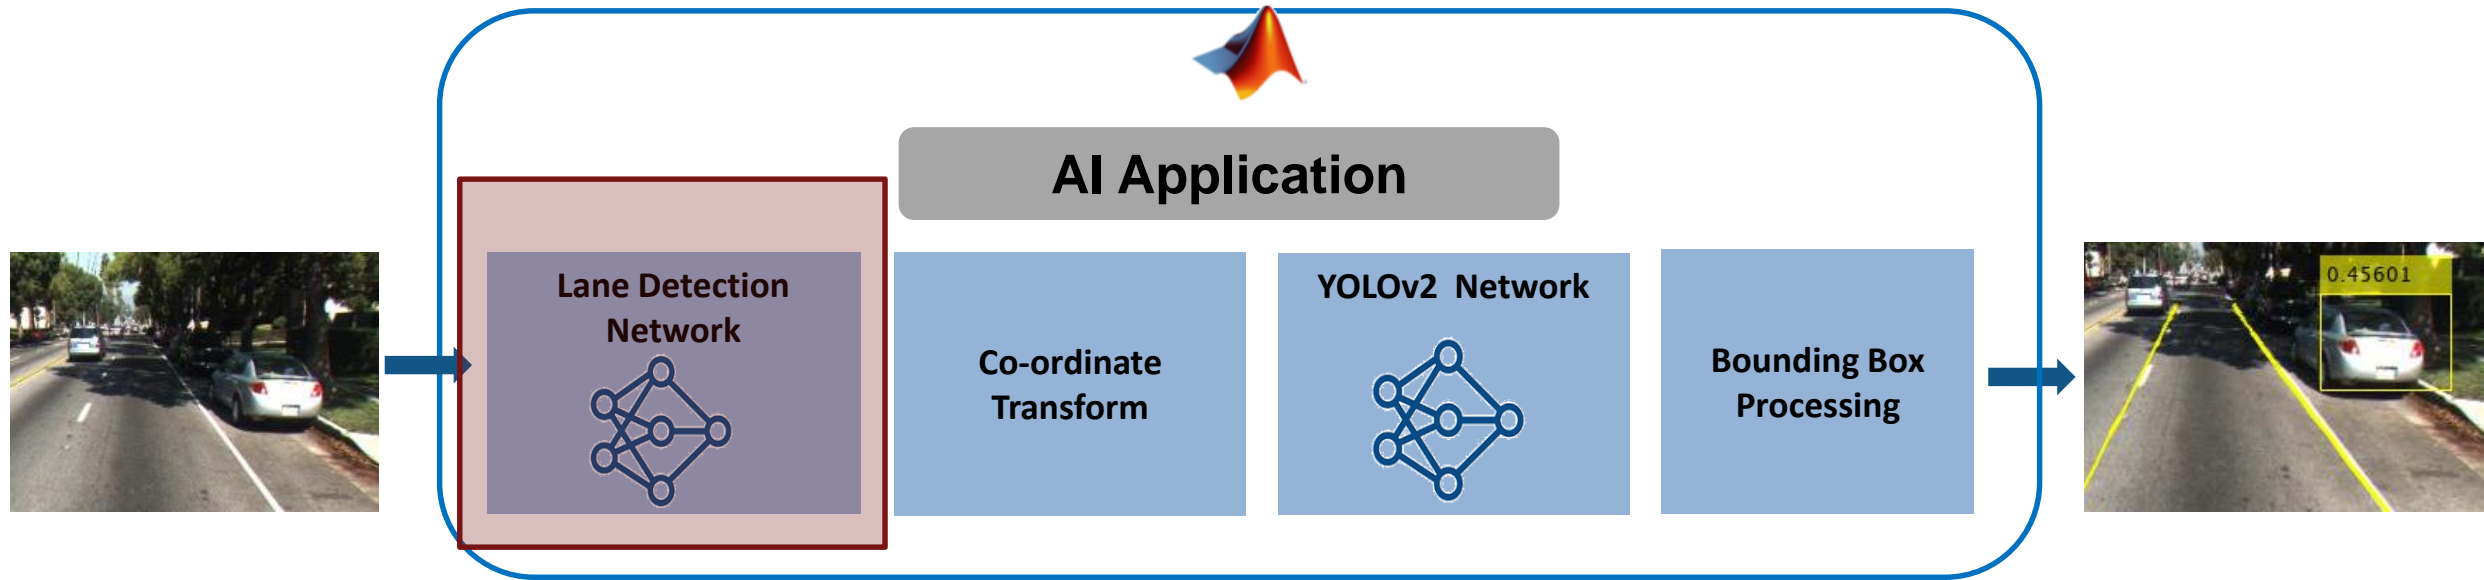 AI Application
Lane Detection
Network
Co-ordinate
Transform
YOLOv2 Network
Bounding Box
Processing
0.45601